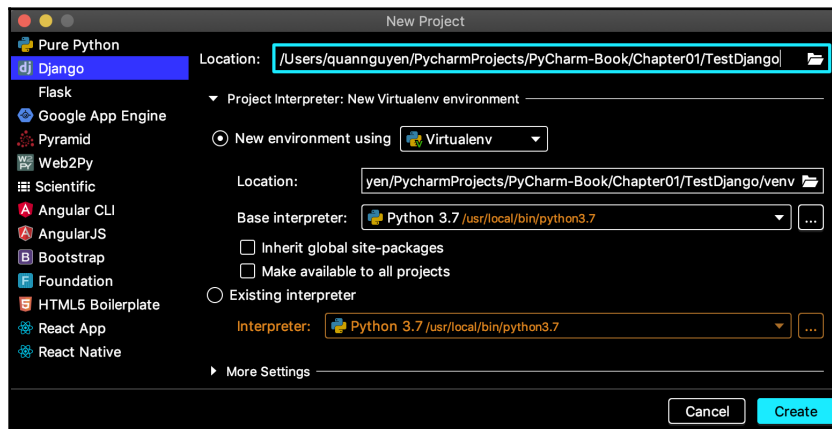 New Project
Pure Python
Django
Flask
Google App Engine
Pyramid
Web2Py
Scientific
Angular CLI
AngularJS
Bootstrap
Foundation
HTML5 Boilerplate
React App
React Native
Location: /Users/quannguyen/PycharmProjects/PyCharm-Book/Chapter01/TestDjango
Project Interpreter: New Virtualenv environment
New environment using Virtualenv
Location: yen/PycharmProjects/PyCharm-Book/Chapter01/TestDjango/venv
Base interpreter: Python 3.7 /usr/local/bin/python3.7 ...
Inherit global site-packages
Make available to all projects
Existing interpreter
Interpreter: Python 3.7 /usr/local/bin/python3.7 ...
More Settings
Cancel Create